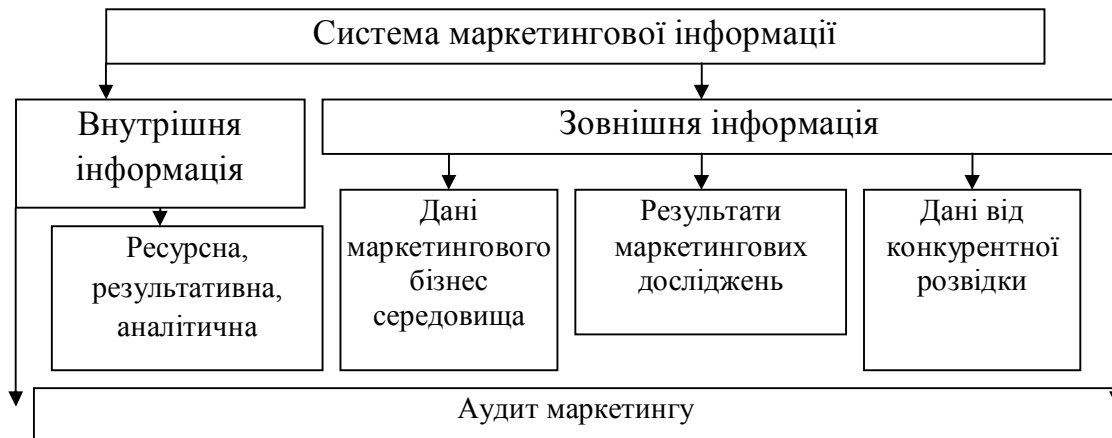 Система маркетингової інформації
Внутрішня
інформація
Зовнішня інформація
Ресурсна,
результативна,
аналітична
Дані
маркетингового
бізнес
середовища
Результати
маркетингових
досліджень
Дані від
конкурентної
розвідки
Аудит маркетингу